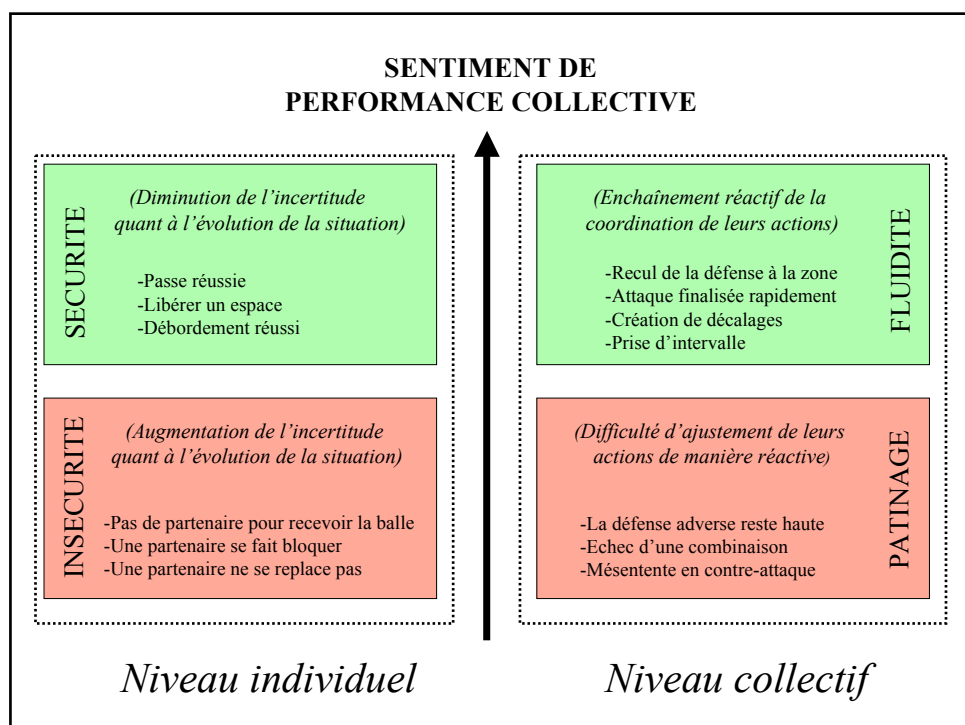 SENTIMENT DE
PERFORMANCE COLLECTIVE
SECURITE
(Diminution de l’incertitude
quant à l’évolution de la situation)
-Passe réussie
-Libérer un espace
-Débordement réussi
(Enchaînement réactif de la
coordination de leurs actions)
-Recul de la défense à la zone
-Attaque finalisée rapidement
-Création de décalages
-Prise d’intervalle
FLUIDITE
INSECURITE
(Augmentation de l’incertitude
quant à l’évolution de la situation)
-Pas de partenaire pour recevoir la balle
-Une partenaire se fait bloquer
-Une partenaire ne se replace pas
(Difficulté d’ajustement de leurs
actions de manière réactive)
-La défense adverse reste haute
-Echec d’une combinaison
-Mésentente en contre-attaque
PATINAGE
Niveau individuel
Niveau collectif